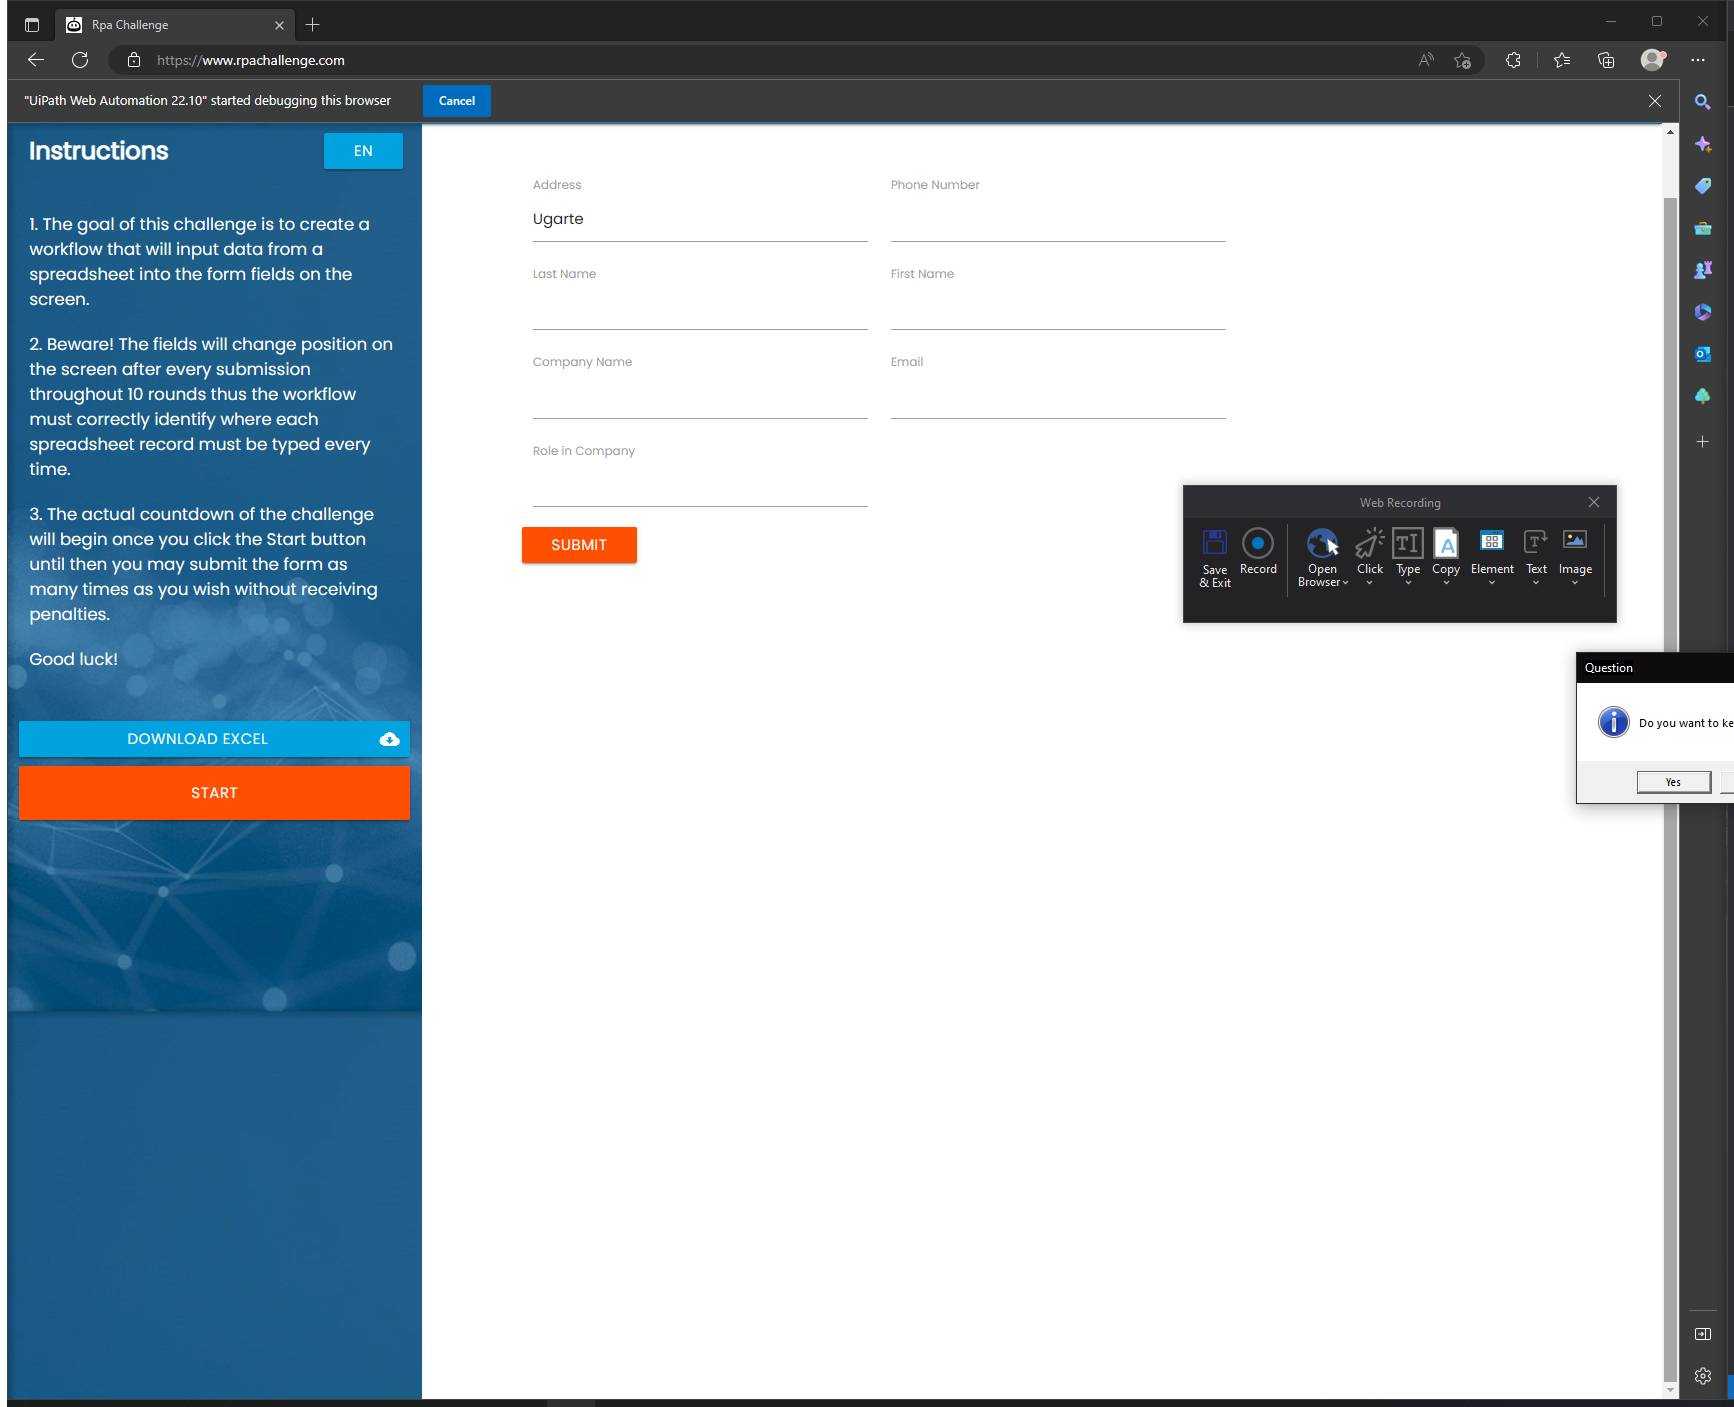 Rpa Challenge
https://www.rpachallenge.com
"UiPath Web Automation 22.10" started debugging this browser
Cancel
Instructions
EN
1. The goal of this challenge is to create a
workflow that will input data from a
spreadsheet into the form fields on the
screen.
2. Beware! The fields will change position on
the screen after every submission
throughout 10 rounds thus the workflow
must correctly identify where each
spreadsheet record must be typed every
time.
3. The actual countdown of the challenge
will begin once you click the Start button
until then you may submit the form as
many times as you wish without receiving
penalties.
Good luck!
DOWNLOAD EXCEL
START
Address
Ugarte
Phone Number
Last Name
First Name
Company Name
Email
Role in Company
SUBMIT
Web Recording
Save
& Exit
Record
Open
Browser
Click
Type
Copy
Element
Text
Image
Question
Do you want to ke
Yes